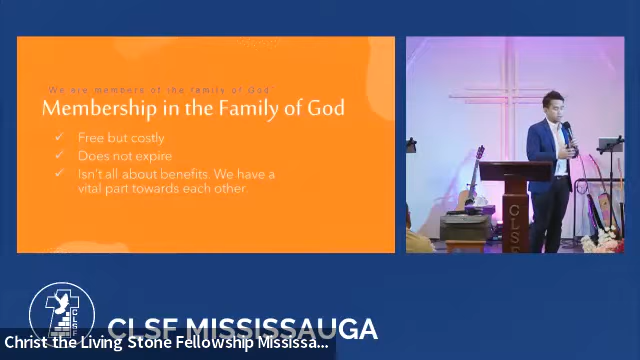 "We are members of the family of God"
Membership in the Family of God
✓ Free but costly
✓ Does not expire
✓ Isn't all about benefits. We have a
vital part towards each other
CLSF
CLSF
CLSF MISSISSAUGA
Christ the Living Stone Fellowship Mississa...